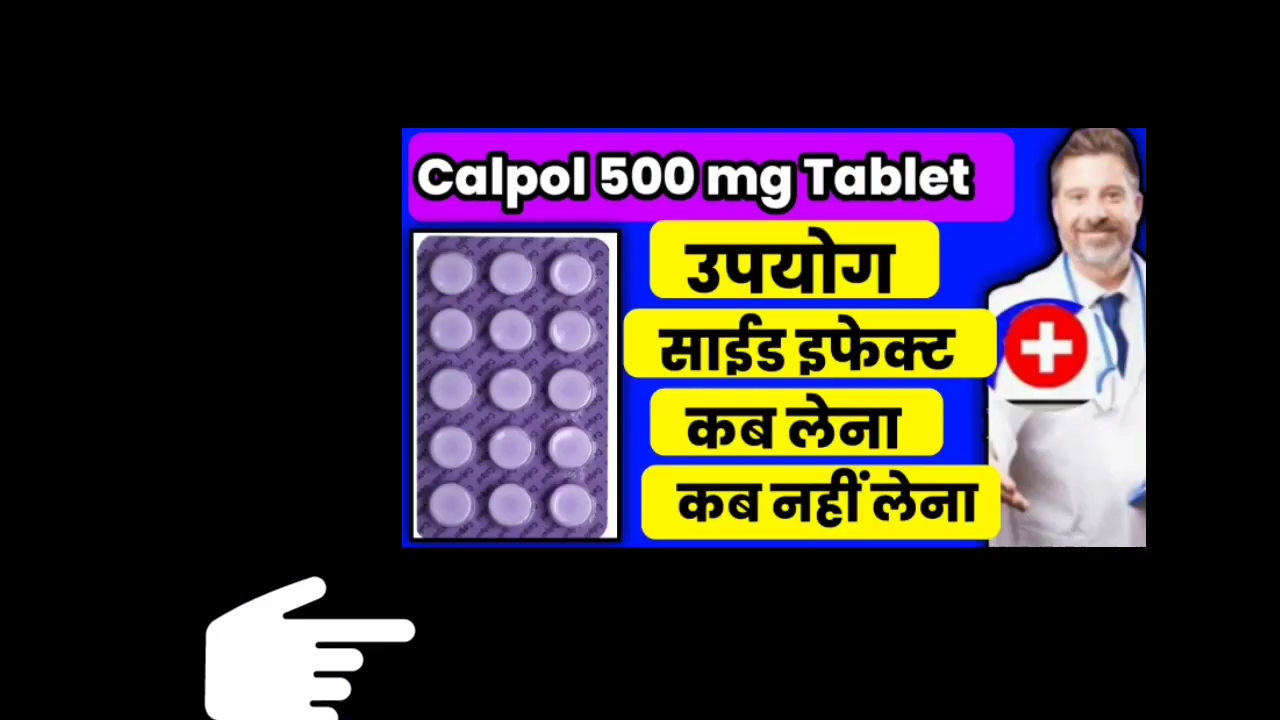 Calpol 500 mg Tablet
उपयोग
साईड इफेक्ट
कब लेना
कब नहीं लेना